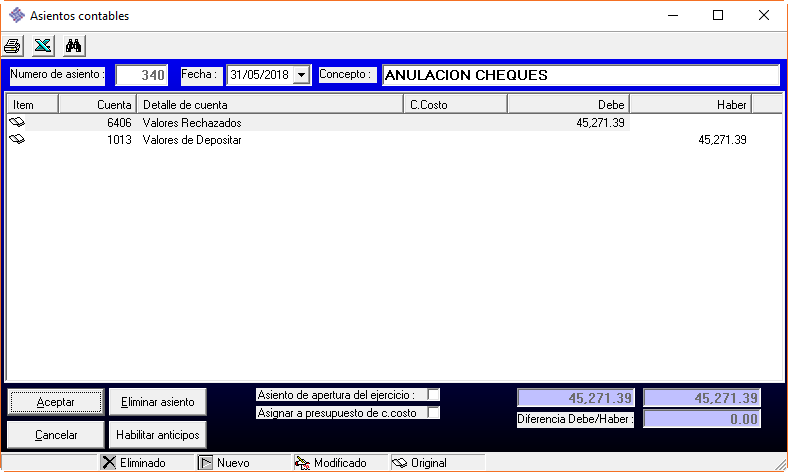 Asientos contables
Numero de asiento : 340 Fecha : 31/05/2018 Concepto : ANULACION CHEQUES
Item Cuenta Detalle de cuenta C.Costo Debe Haber
6406 Valores Rechazados 45,271.39
1013 Valores de Depositar 45,271.39
Aceptar Eliminar asiento Asiento de apertura del ejercicio : 45,271.39 45,271.39
Asignar a presupuesto de c.costo
Diferencia Debe/Haber : 0.00
Cancelar Habilitar anticipos
Eliminado Nuevo Modificado Original